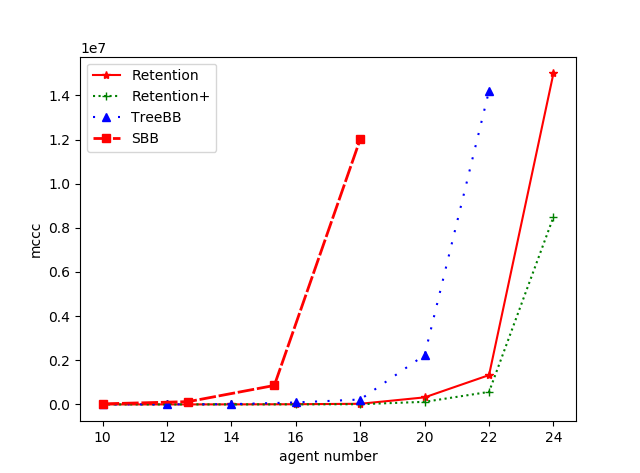 1e7
Retention
Retention+
TreeBB
SBB
1.4
1.2
1.0
0.8
0.6
0.4
0.2
0.0
mccc
10 12 14 16 18 20 22 24
agent number